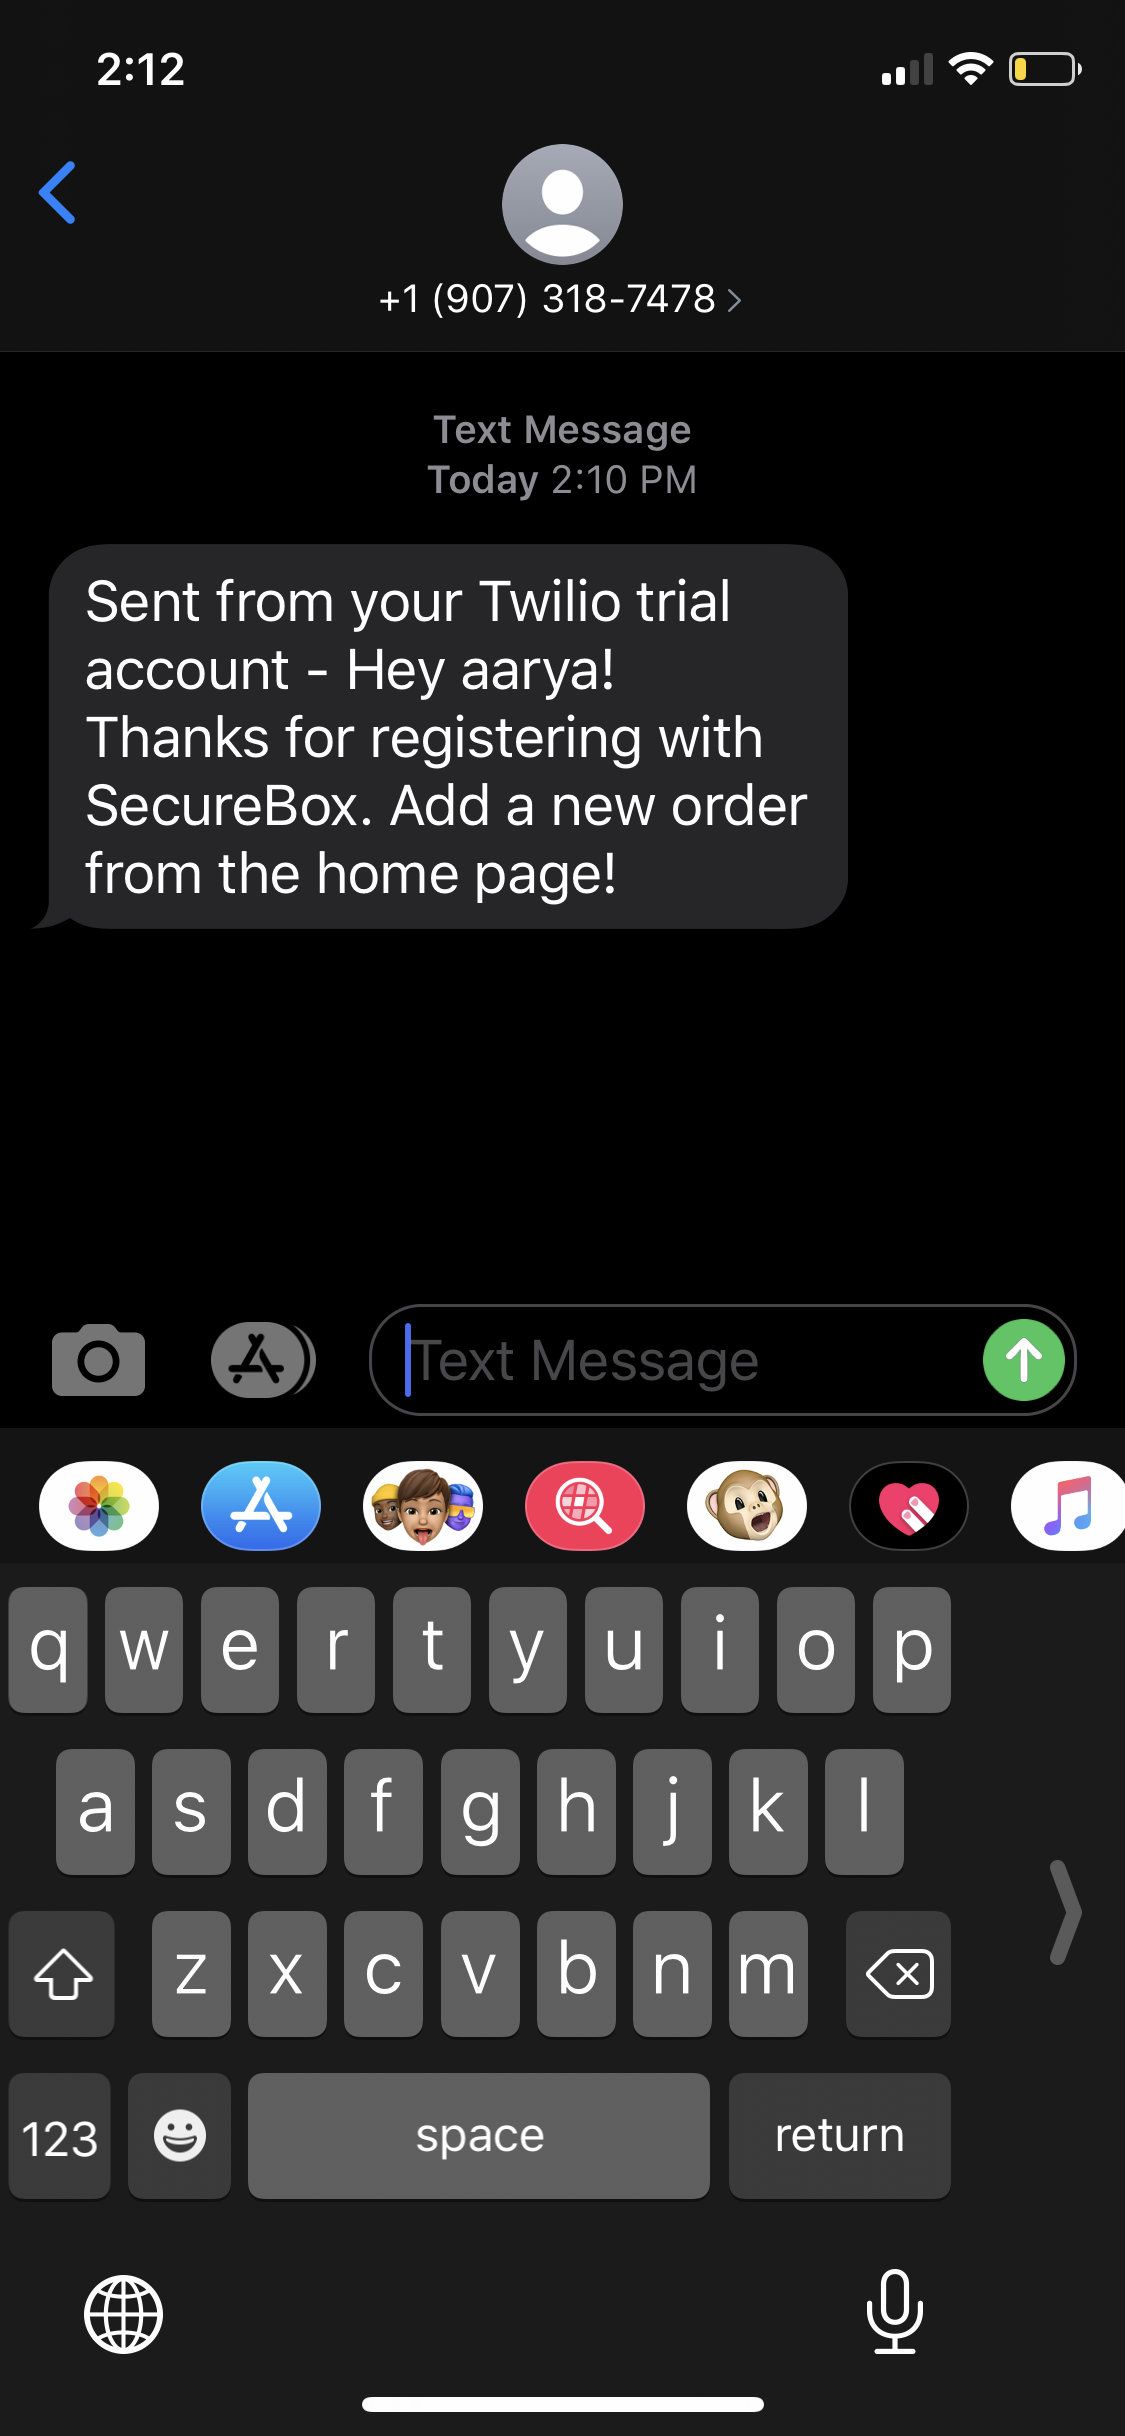 2:12
+1 (907) 318-7478
Text Message
Today 2:10 PM
Sent from your Twilio trial
account - Hey aarya!
Thanks for registering with
SecureBox. Add a new order
from the home page!
Text Message
q w e r t y u i o p
a s d f g h j k l
z x c v b n m
123 space return